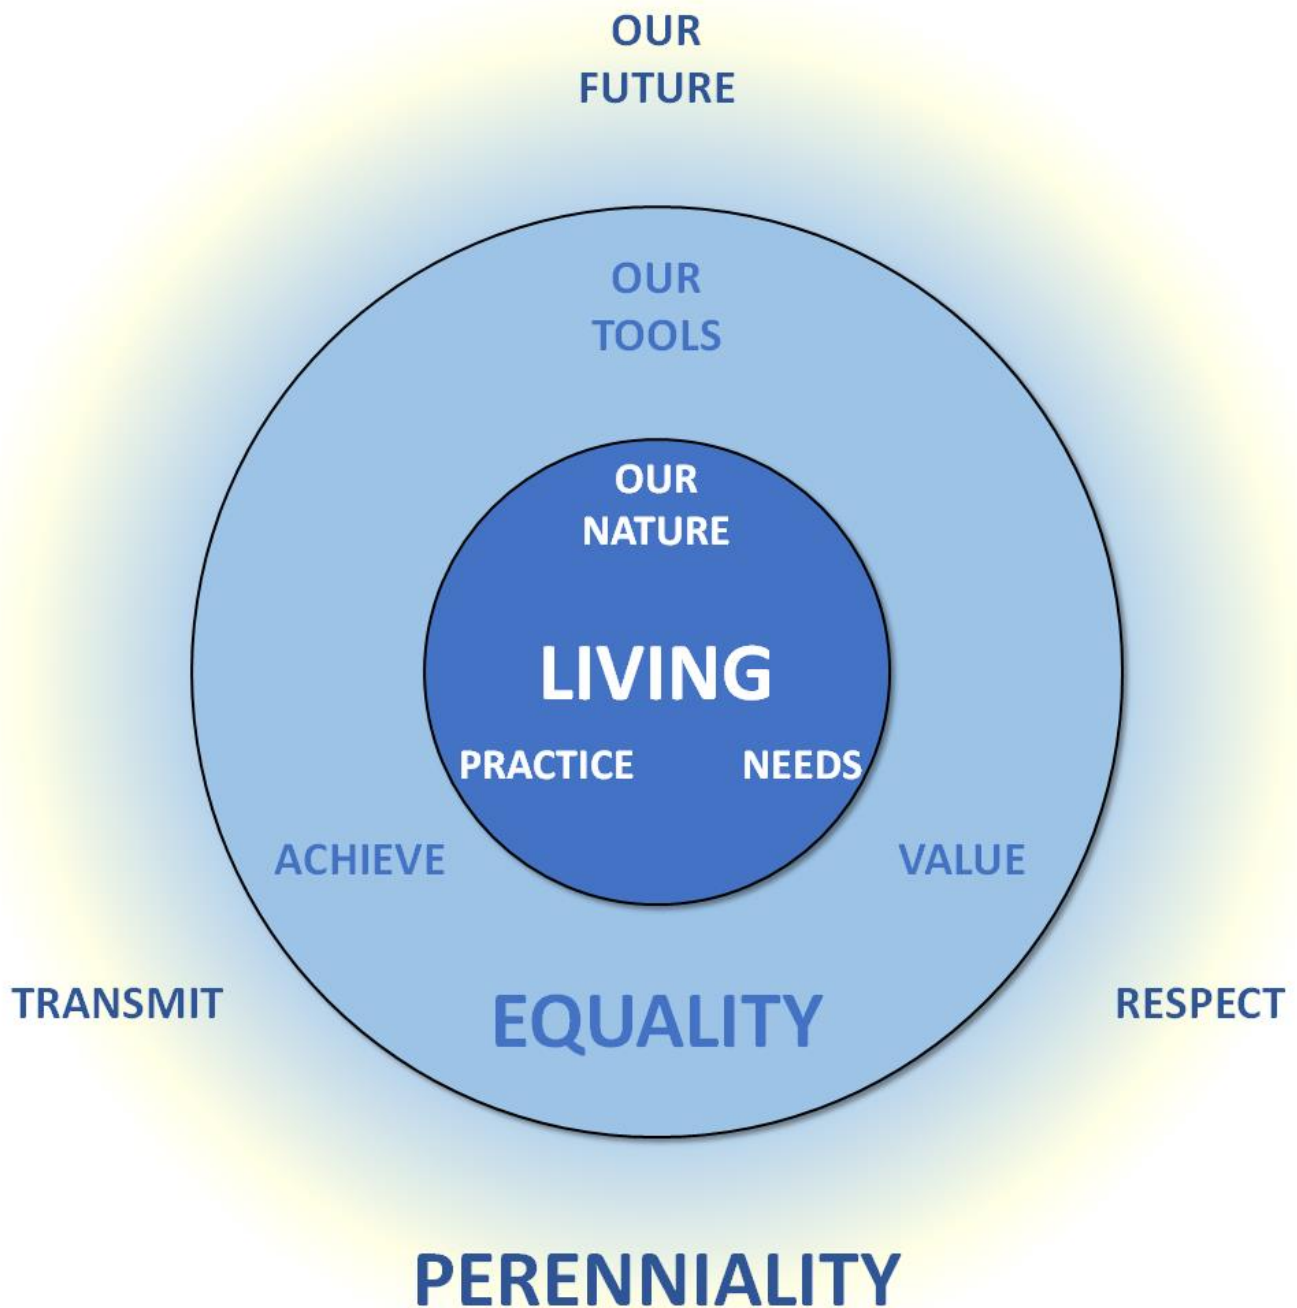 OUR
FUTURE
OUR
TOOLS
OUR
NATURE
LIVING
PRACTICE NEEDS
ACHIEVE VALUE
TRANSMIT RESPECT
EQUALITY
PERENNIALITY